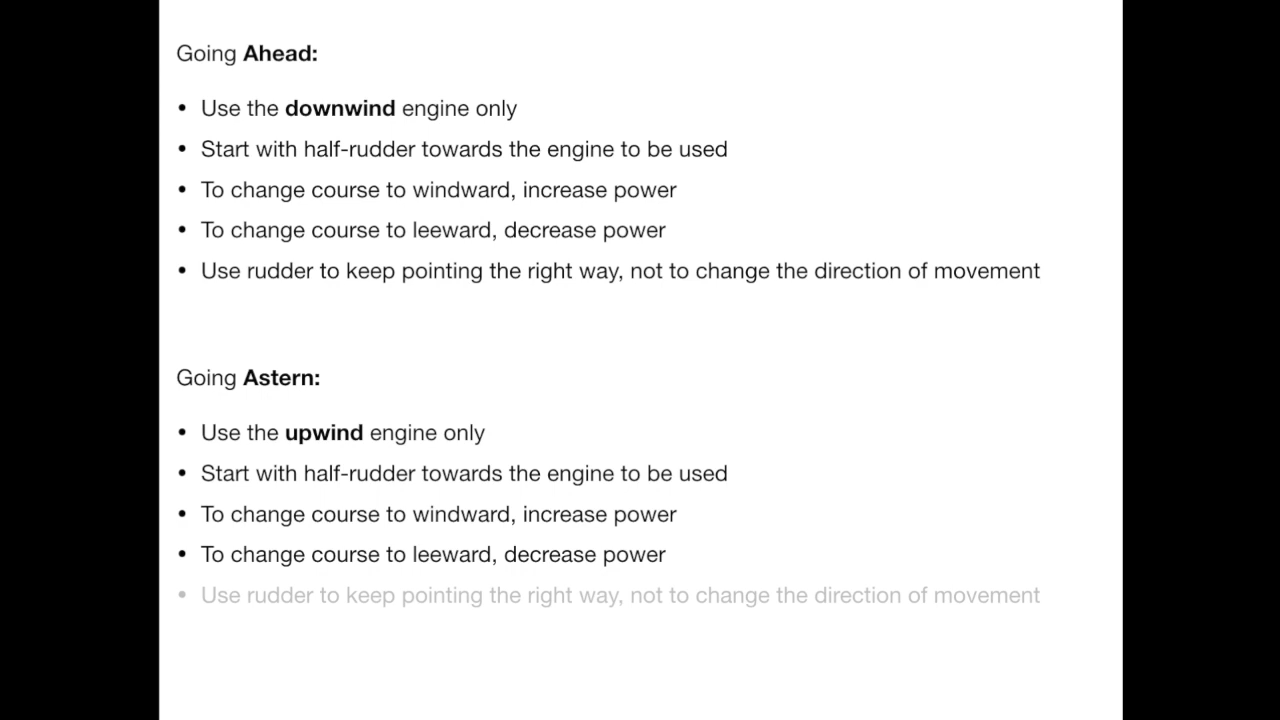 Going Ahead:
• Use the downwind engine only
• Start with half-rudder towards the engine to be used
• To change course to windward, increase power
• To change course to leeward, decrease power
• Use rudder to keep pointing the right way, not to change the direction of movement
Going Astern:
• Use the upwind engine only
• Start with half-rudder towards the engine to be used
• To change course to windward, increase power
• To change course to leeward, decrease power
• Use rudder to keep pointing the right way, not to change the direction of movement